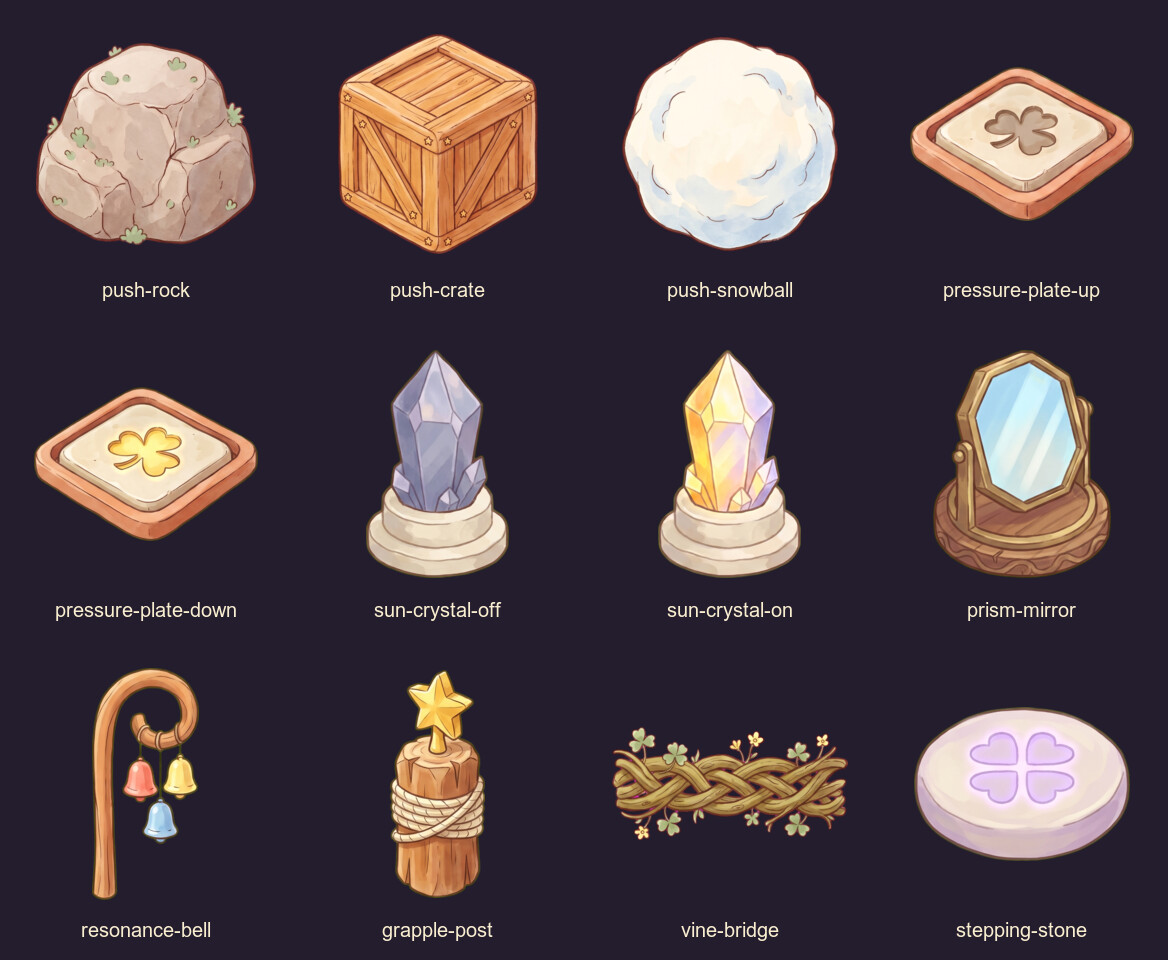 push-rock
push-crate
push-snowball
pressure-plate-up
pressure-plate-down
sun-crystal-off
sun-crystal-on
prism-mirror
resonance-bell
grapple-post
vine-bridge
stepping-stone